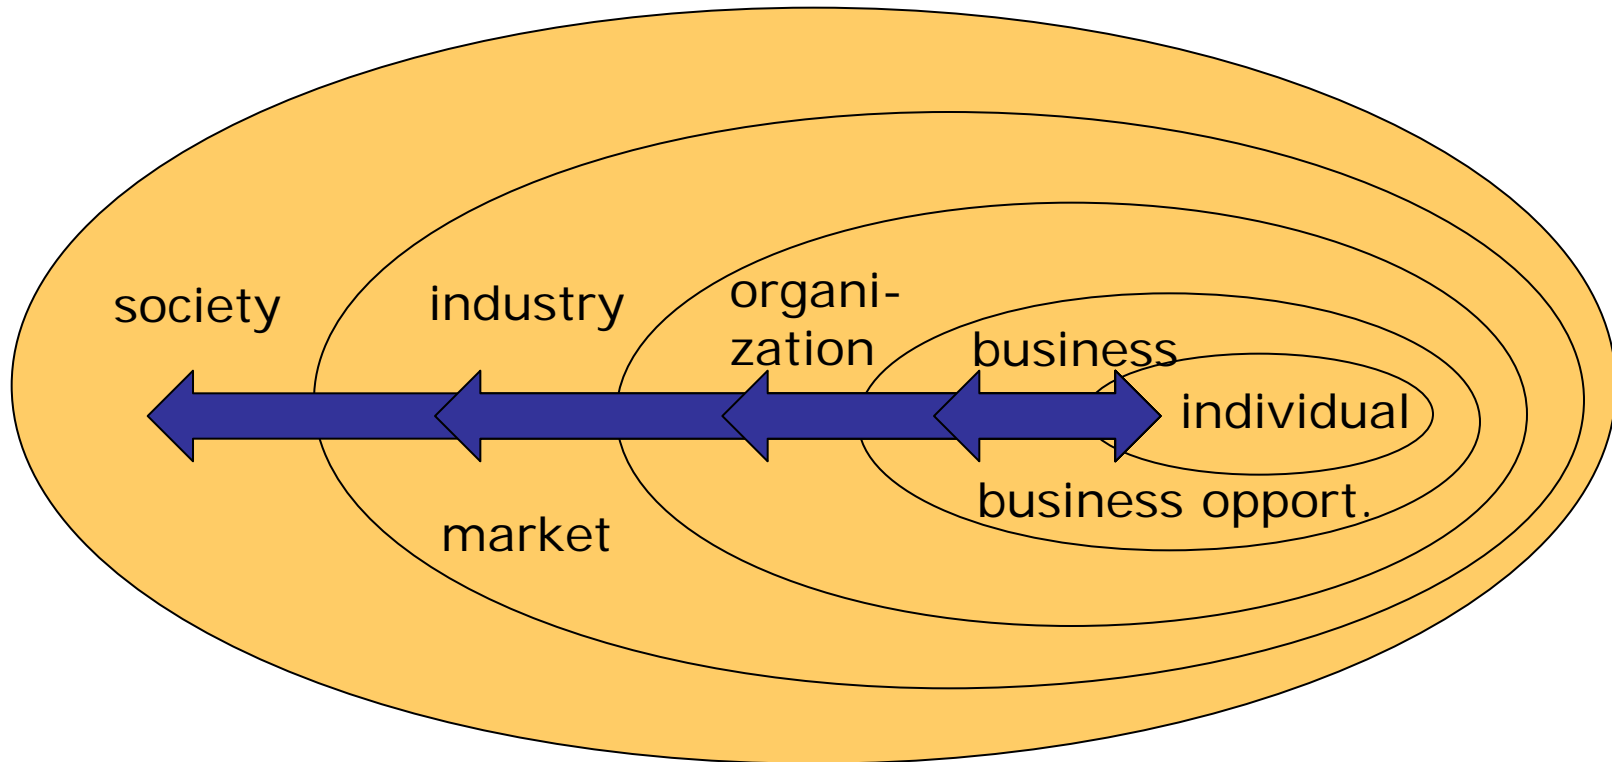 society
industry
organi-
zation
business
individual
business opport.
market